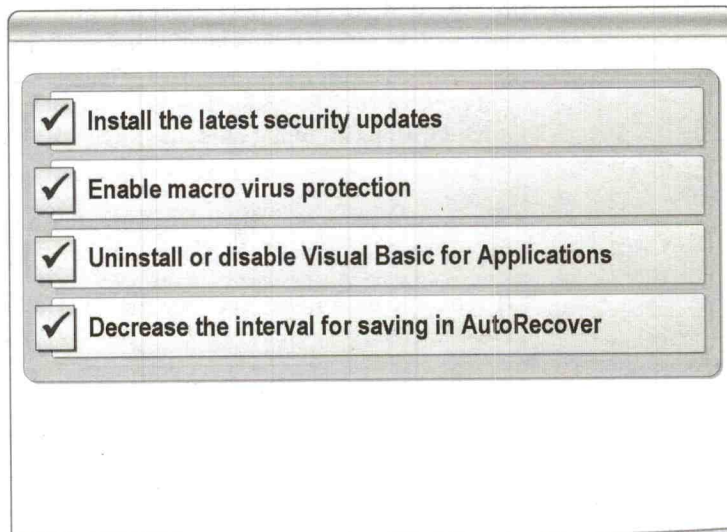 Install the latest security updates
Enable macro virus protection
Uninstall or disable Visual Basic for Applications
Decrease the interval for saving in AutoRecover